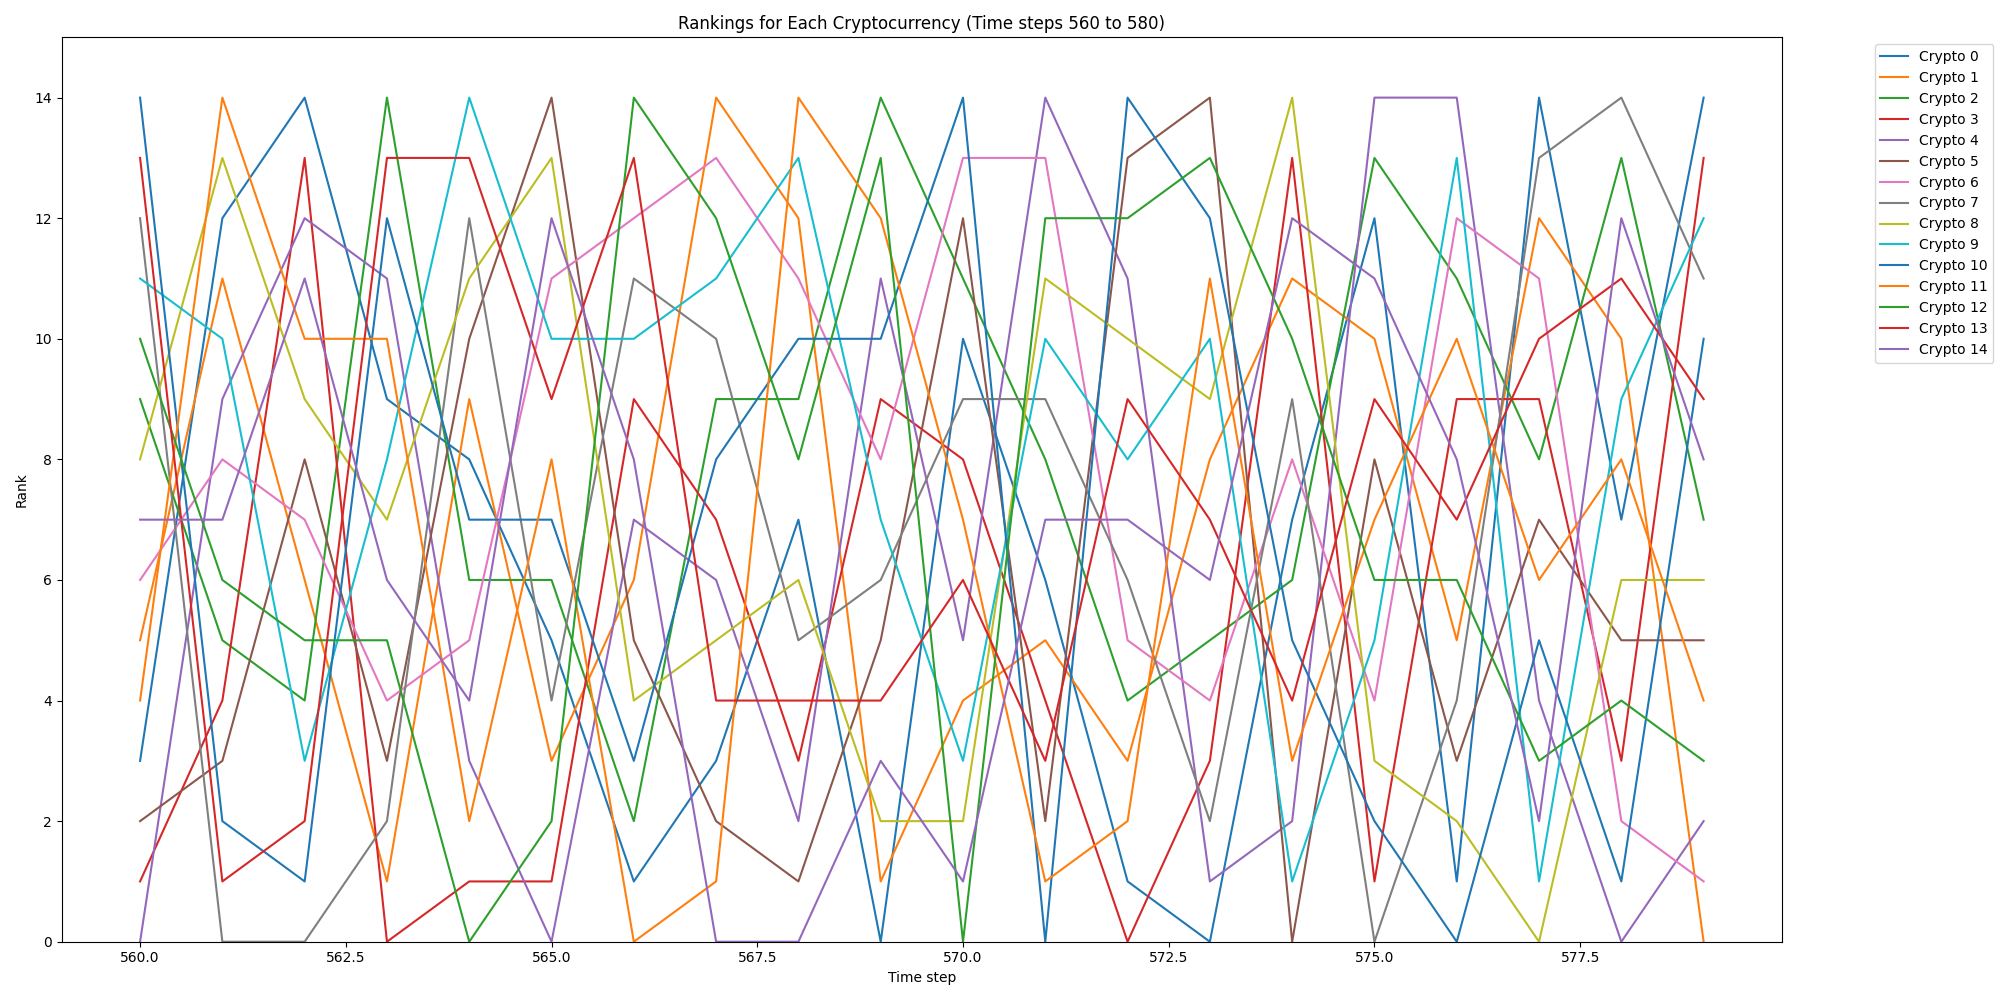 Rankings for Each Cryptocurrency (Time steps 560 to 580)
Rank
14
12
10
8
6
4
2
0
560.0 562.5 565.0 567.5 570.0 572.5 575.0 577.5
Time step
Crypto 0
Crypto 1
Crypto 2
Crypto 3
Crypto 4
Crypto 5
Crypto 6
Crypto 7
Crypto 8
Crypto 9
Crypto 10
Crypto 11
Crypto 12
Crypto 13
Crypto 14